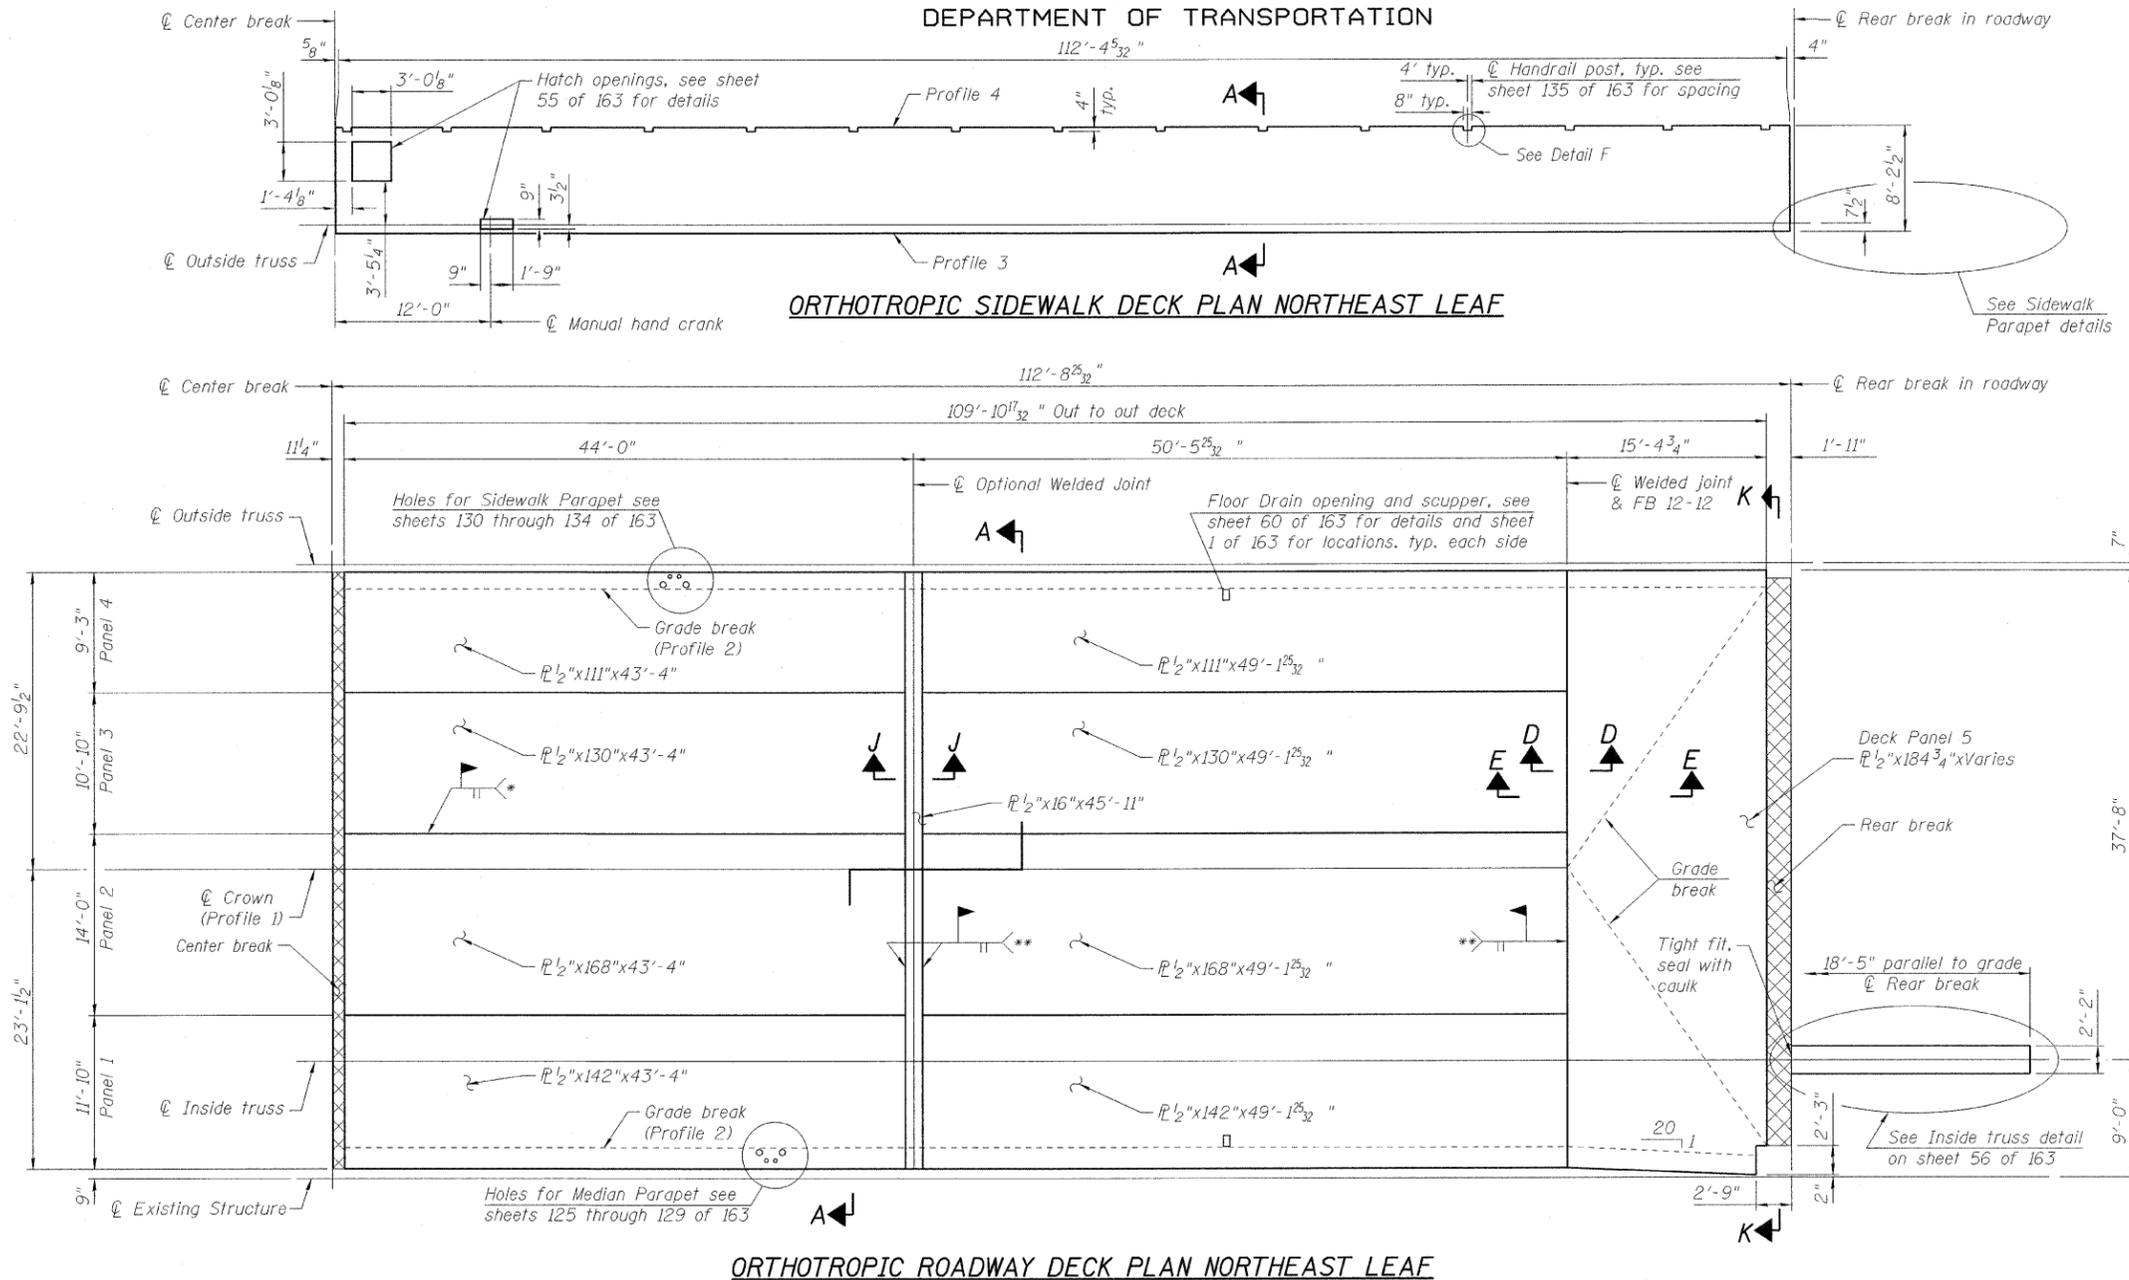 DEPARTMENT OF TRANSPORTATION
℄ Center break
℄ Rear break in roadway
5/8"
112'-4 5/32 "
4"
3'-0 1/8"
3'-0 1/8"
Hatch openings, see sheet
55 of 163 for details
Profile 4
4"
typ.
A
4' typ.
8" typ.
℄ Handrail post, typ. see
sheet 135 of 163 for spacing
See Detail F
1'-4 1/8"
9"
3 1/2"
7 1/2"
8'-2 1/2"
℄ Outside truss
3'-5 1/4"
9"
1'-9"
Profile 3
A
12'-0"
℄ Manual hand crank
ORTHOTROPIC SIDEWALK DECK PLAN NORTHEAST LEAF
See Sidewalk
Parapet details
℄ Center break
112'-8 25/32 "
℄ Rear break in roadway
109'-10 17/32 " Out to out deck
11 1/4"
44'-0"
50'-5 25/32 "
15'-4 3/4"
1'-11"
℄ Optional Welded Joint
℄ Welded joint
& FB 12-12
K
Holes for Sidewalk Parapet see
sheets 130 through 134 of 163
℄ Outside truss
A
Floor Drain opening and scupper, see
sheet 60 of 163 for details and sheet
1 of 163 for locations. typ. each side
7"
9'-3"
Panel 4
Grade break
(Profile 2)
℄ 1/2"x111"x43'-4"
℄ 1/2"x111"x49'-1 25/32 "
22'-9 1/2"
10'-10"
Panel 3
℄ 1/2"x130"x43'-4"
J
J
℄ 1/2"x130"x49'-1 25/32 "
E
D
D
E
Deck Panel 5
℄ 1/2"x184 3/4"xVaries
*
℄ 1/2"x16"x45'-11"
Rear break
37'-8"
Grade
break
℄ Crown
(Profile 1)
Center break
14'-0"
Panel 2
23'-1 1/2"
**
**
℄ 1/2"x168"x43'-4"
℄ 1/2"x168"x49'-1 25/32 "
Tight fit,
seal with
caulk
18'-5" parallel to grade
℄ Rear break
2'-2"
11'-10"
Panel 1
℄ 1/2"x142"x43'-4"
℄ 1/2"x142"x49'-1 25/32 "
℄ Inside truss
Grade break
(Profile 2)
20
1
2'-3"
See Inside truss detail
on sheet 56 of 163
9'-0"
9"
℄ Existing Structure
Holes for Median Parapet see
sheets 125 through 129 of 163
A
2'-9"
2"
K
ORTHOTROPIC ROADWAY DECK PLAN NORTHEAST LEAF